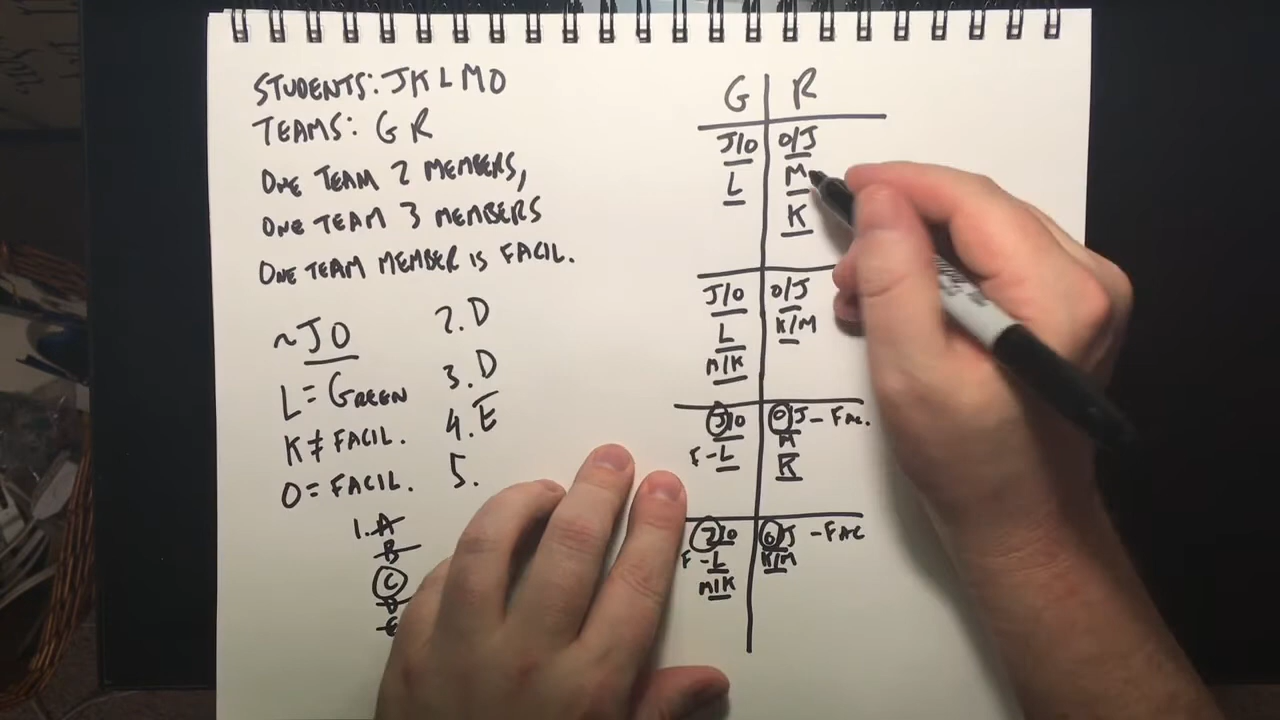 STUDENTS: JKLMO
TEAMS: G R
ONE TEAM 2 MEMBERS,
ONE TEAM 3 MEMBERS
ONE TEAM MEMBER IS FACIL.
~JO
L = GREEN
K ≠ FACIL.
O = FACIL.
1. A
B
C
D
E
2. D
3. D
4. E
5.
G R
J/O O/J
L M
K
J/O O/J
L K/M
M/K
J/O O/J - FAC.
F - L M
K
J/O O/J - FAC
F - L K/M
M/K